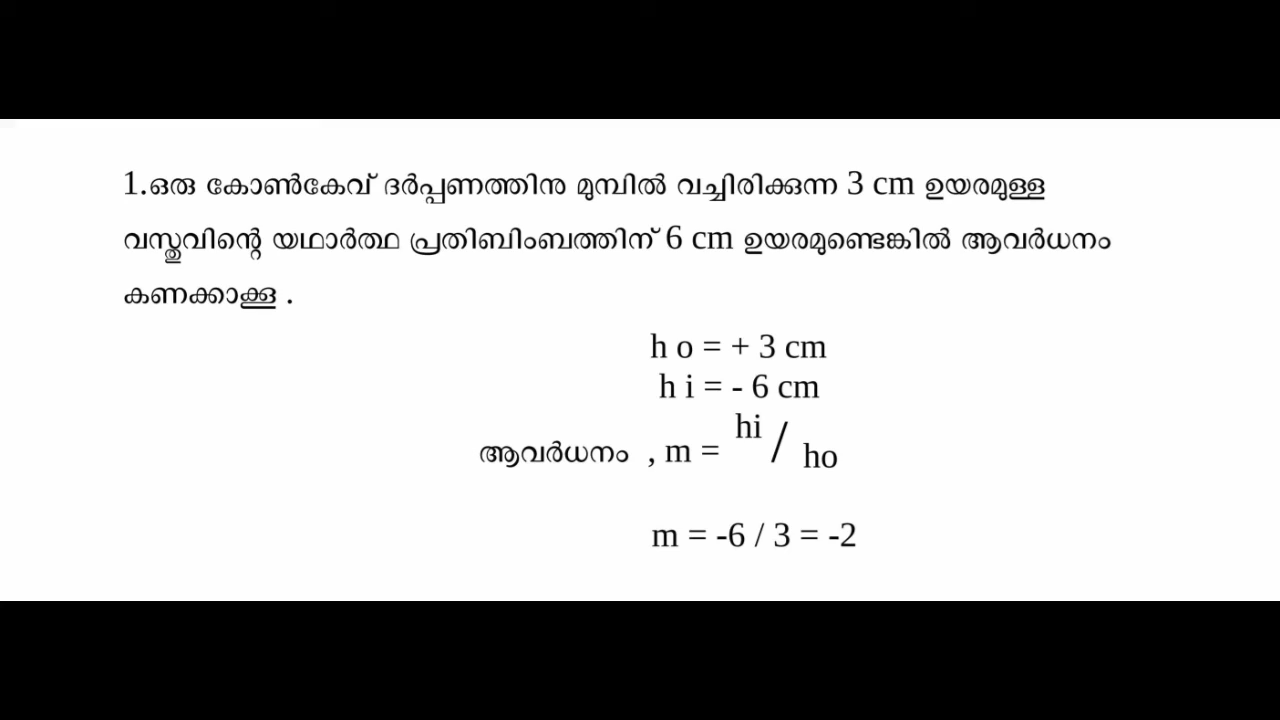 1.ഒരു കോൺകേവ് ദർപ്പണത്തിനു മുമ്പിൽ വച്ചിരിക്കുന്ന 3 cm ഉയരമുള്ള
വസ്തുവിന്റെ യഥാർത്ഥ പ്രതിബിംബത്തിന് 6 cm ഉയരമുണ്ടെങ്കിൽ ആവർധനം
കണക്കാക്കൂ .
h o = + 3 cm
h i = - 6 cm
ആവർധനം , m = hi / ho
m = -6 / 3 = -2